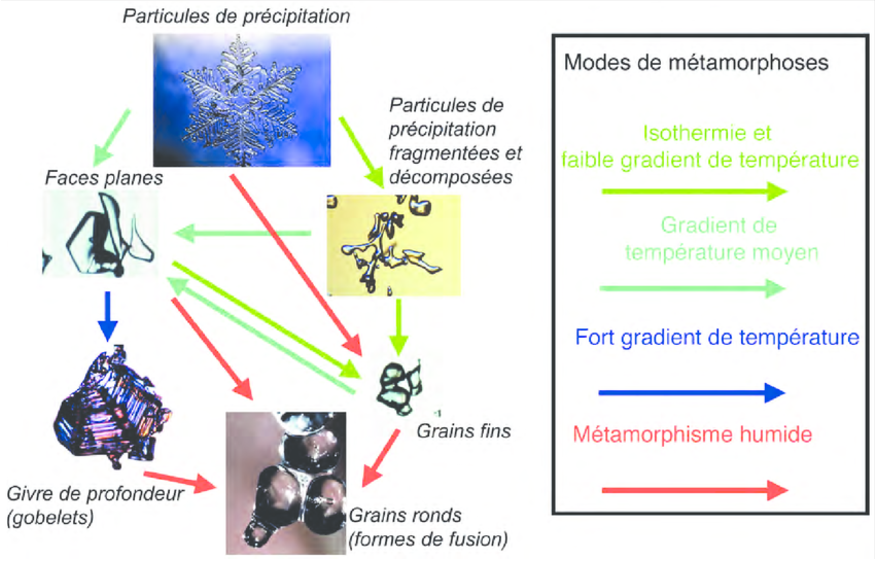 Particules de précipitation
Particules de
précipitation
fragmentées et
décomposées
Faces planes
Grains fins
Givre de profondeur
(gobelets)
Grains ronds
(formes de fusion)
Modes de métamorphoses
Isothermie et
faible gradient de température
Gradient de
température moyen
Fort gradient de température
Métamorphisme humide